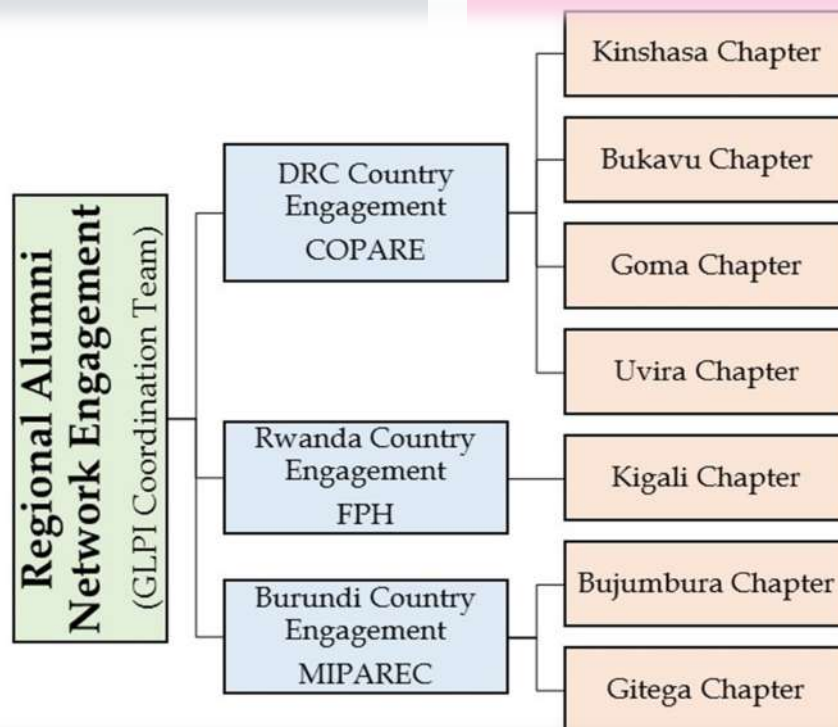 Regional Alumni
Network Engagement
(GLPI Coordination Team)
DRC Country
Engagement
COPARE
Kinshasa Chapter
Bukavu Chapter
Goma Chapter
Uvira Chapter
Rwanda Country
Engagement
FPH
Kigali Chapter
Burundi Country
Engagement
MIPAREC
Bujumbura Chapter
Gitega Chapter